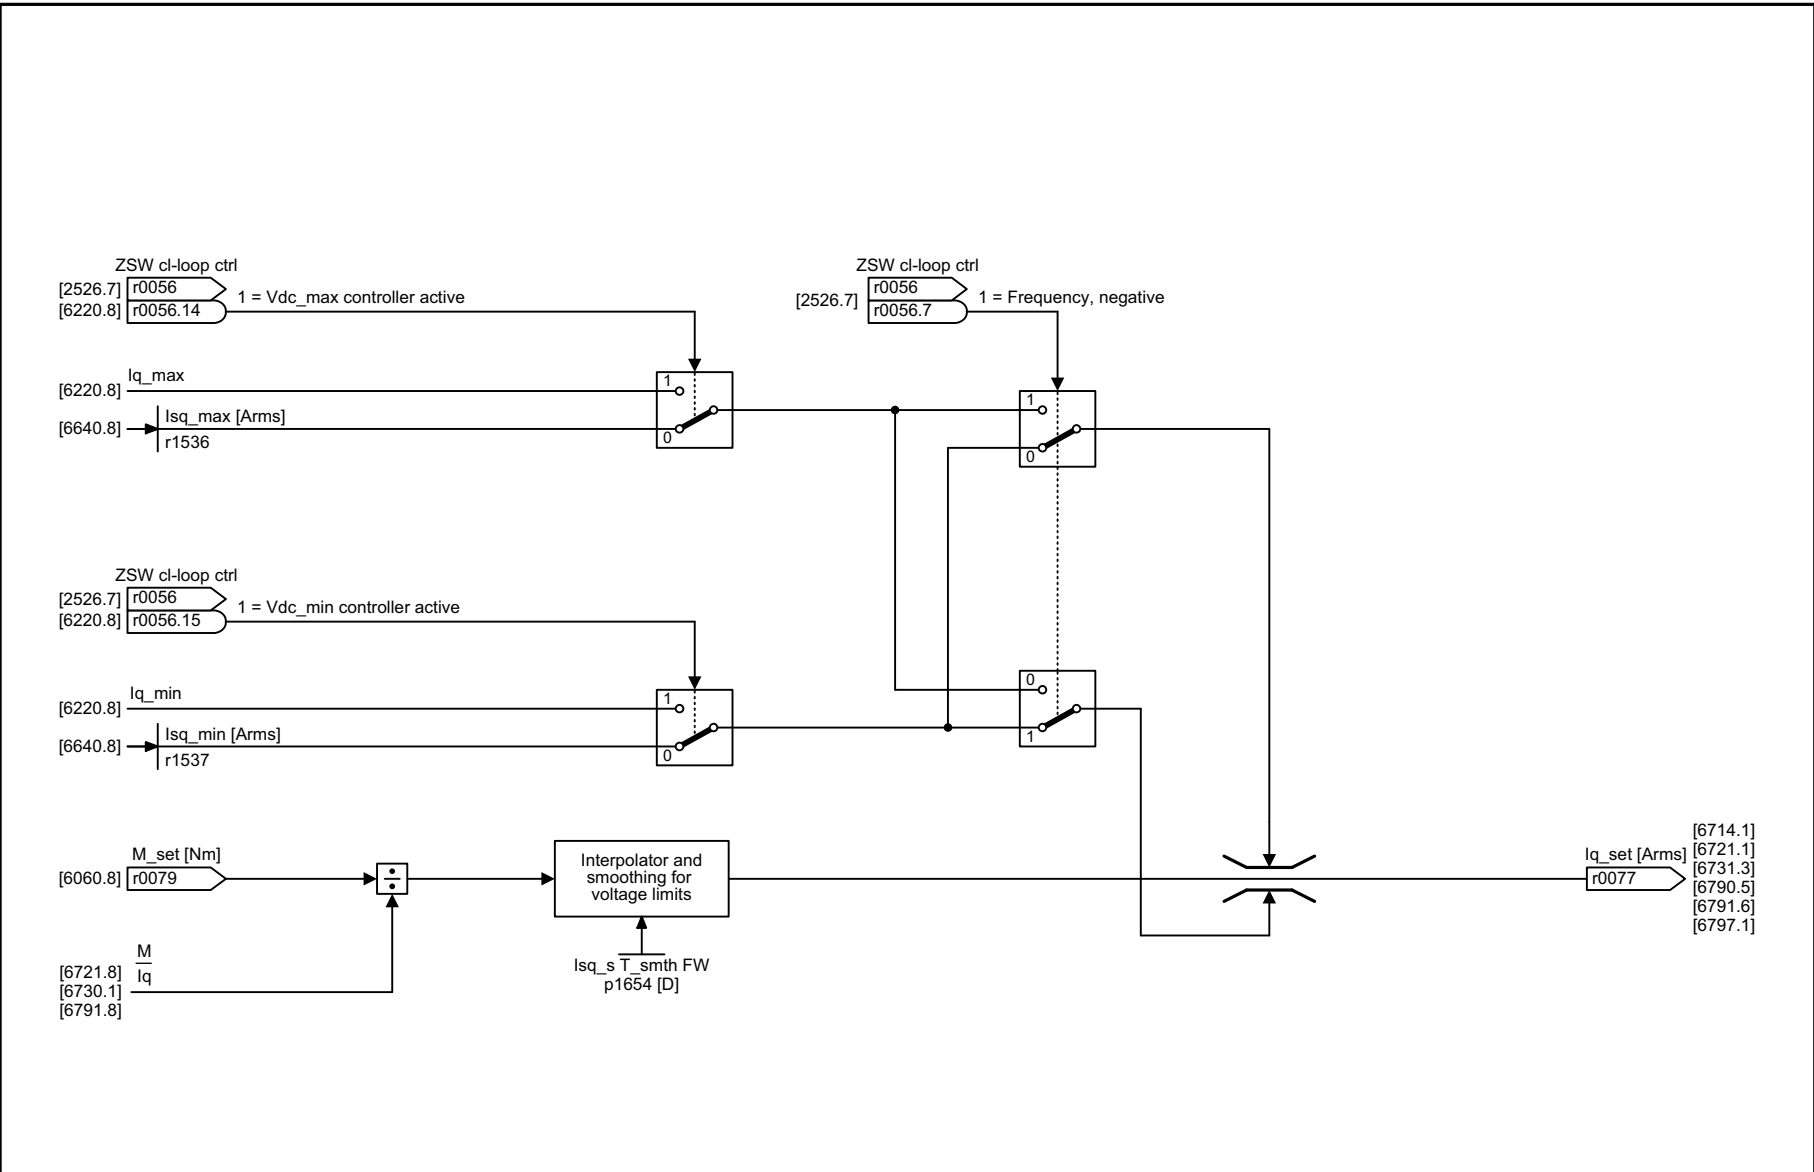 ZSW cl-loop ctrl
[2526.7] r0056
1 = Vdc_max controller active
[6220.8] r0056.14
ZSW cl-loop ctrl
r0056
[2526.7]
1 = Frequency, negative
r0056.7
Iq_max
[6220.8]
1
Isq_max [Arms]
[6640.8]
0
r1536
1
0
ZSW cl-loop ctrl
[2526.7] r0056
1 = Vdc_min controller active
[6220.8] r0056.15
Iq_min
[6220.8]
1
Isq_min [Arms]
[6640.8]
0
r1537
0
1
M_set [Nm]
[6060.8] r0079
÷
Interpolator and
smoothing for
voltage limits
Isq_s T_smth FW
p1654 [D]
M
Iq
[6721.8]
[6730.1]
[6791.8]
Iq_set [Arms]
r0077
[6714.1]
[6721.1]
[6731.3]
[6790.5]
[6791.6]
[6797.1]